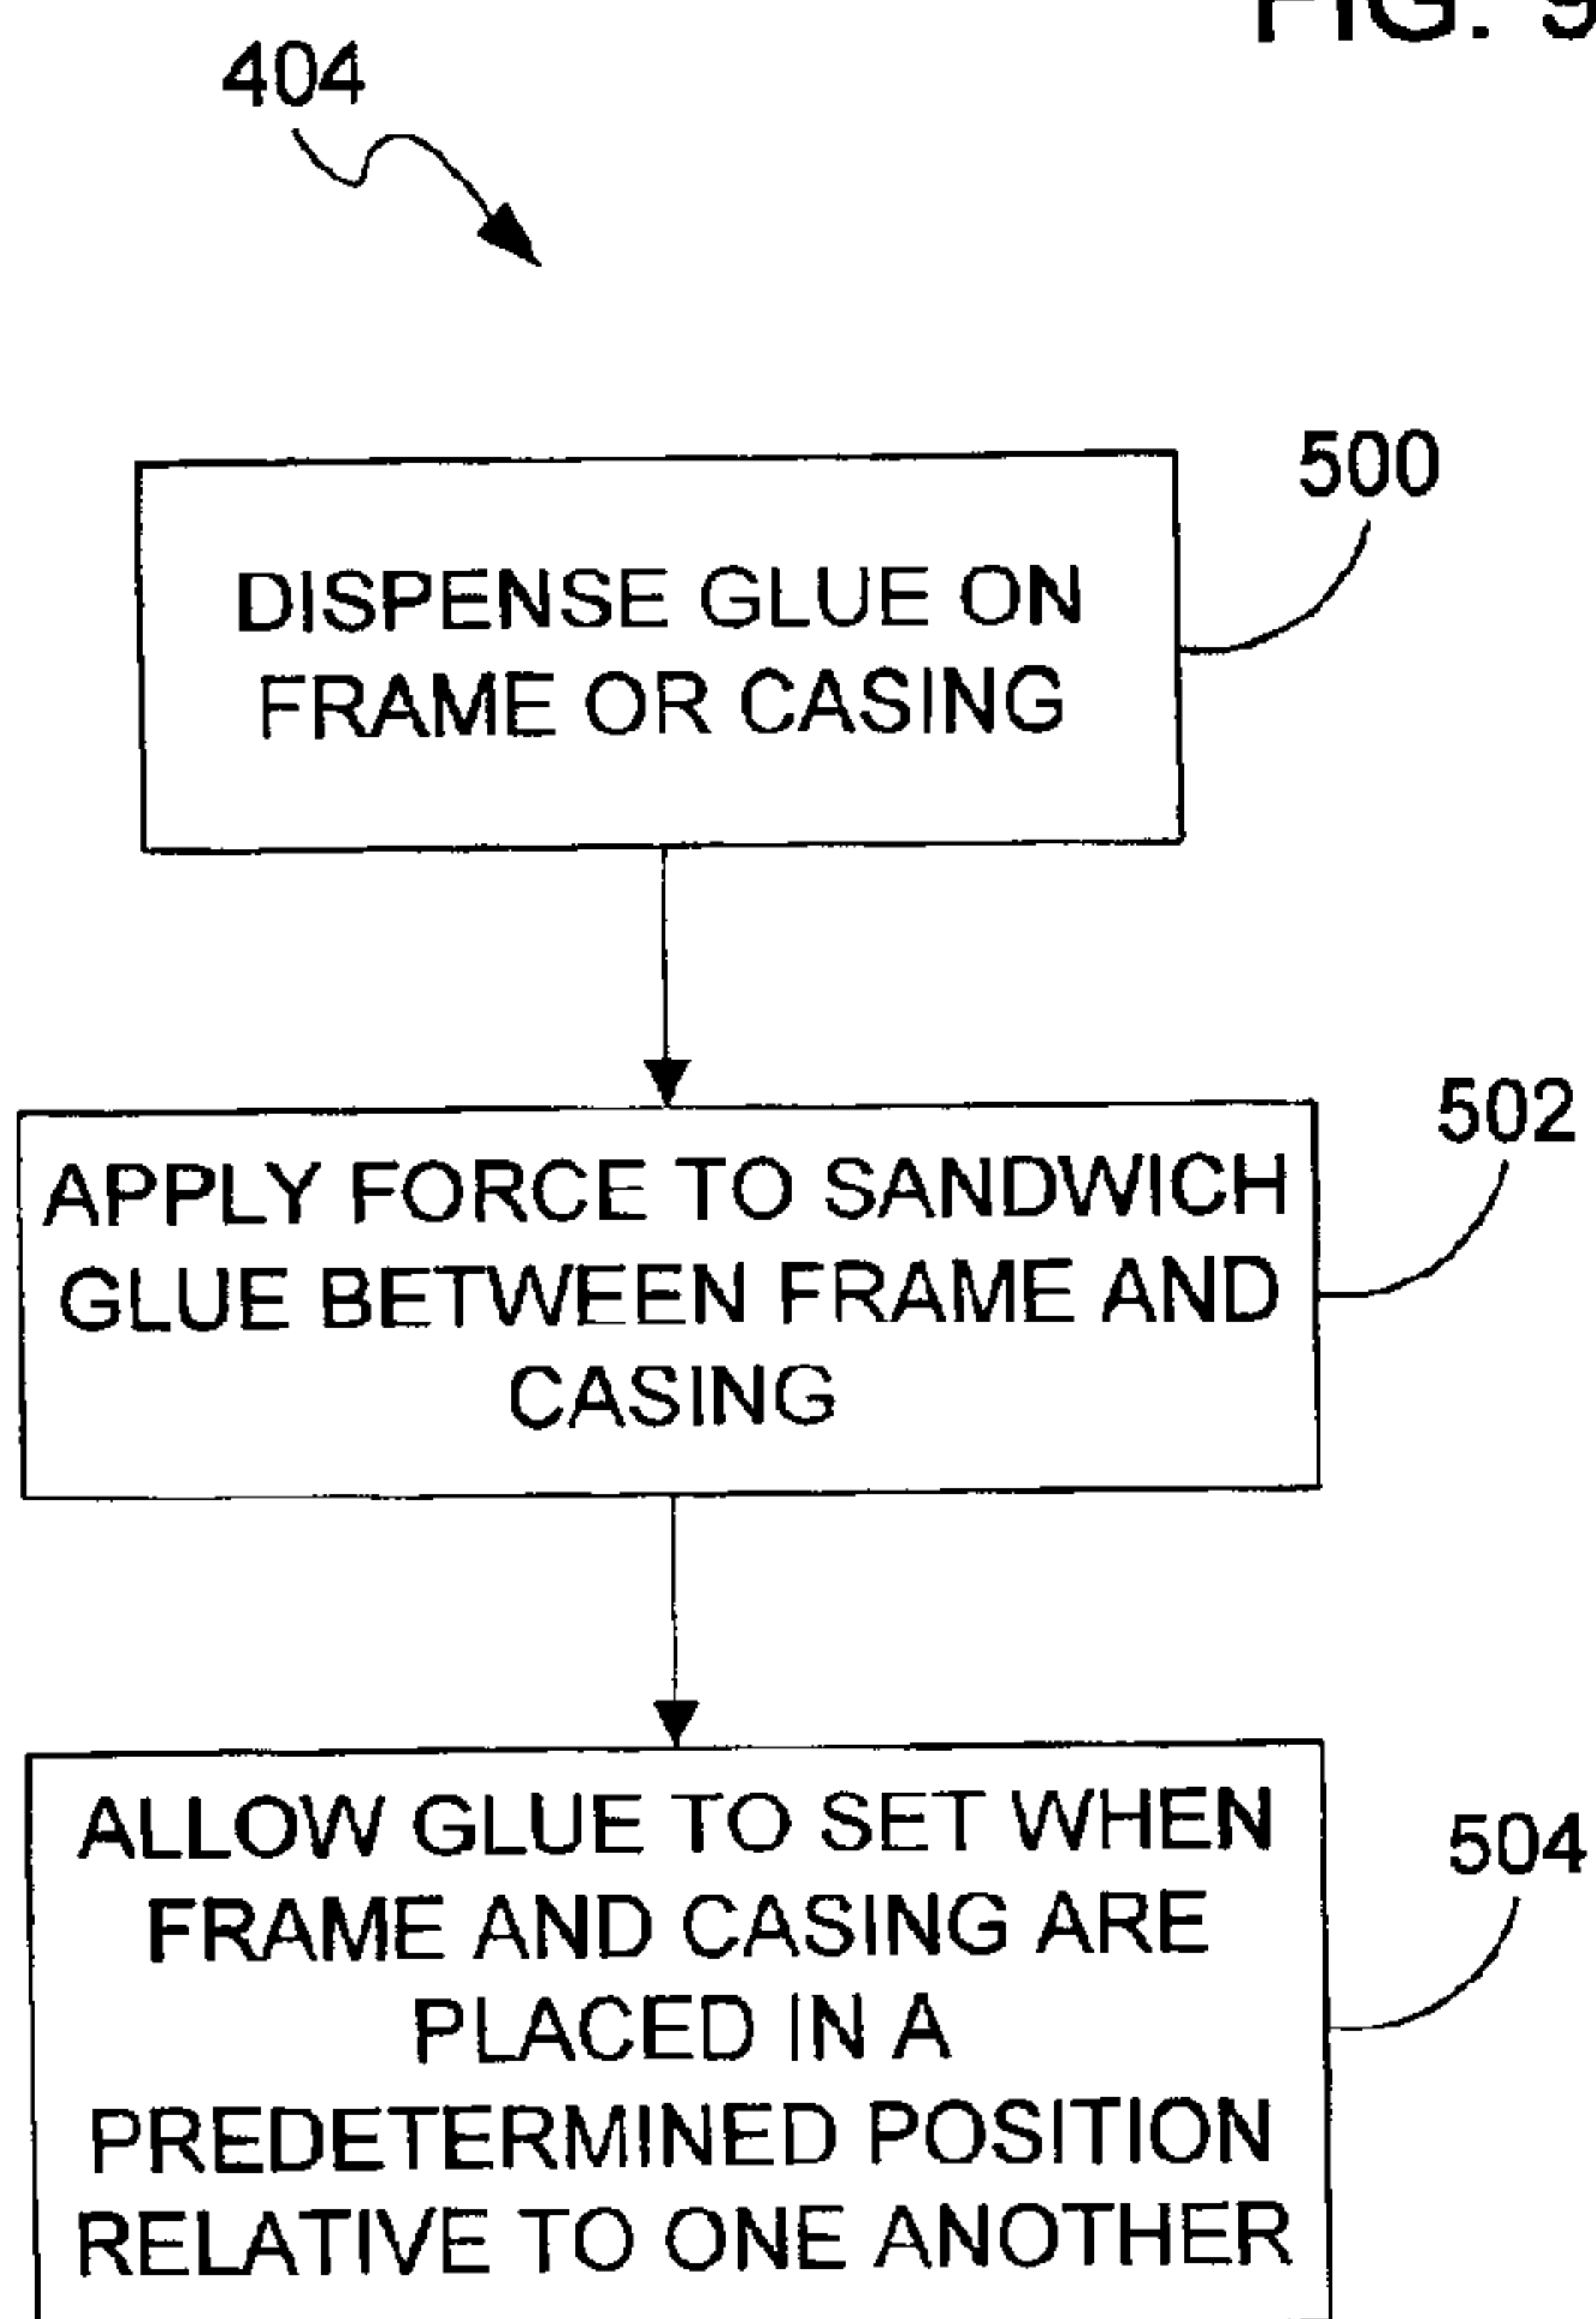 FIG.
404
500
DISPENSE GLUE ON
FRAME OR CASING
502
APPLY FORCE TO SANDWICH
GLUE BETWEEN FRAME AND
CASING
504
ALLOW GLUE TO SET WHEN
FRAME AND CASING ARE
PLACED IN A
PREDETERMINED POSITION
RELATIVE TO ONE ANOTHER